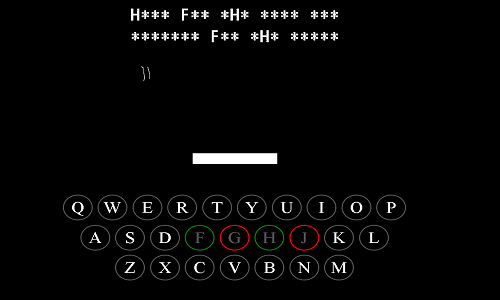 H*** F** *H* **** ***
******* F** *H* *****
Q W E R T Y U I O P
A S D F G H J K L
Z X C V B N M